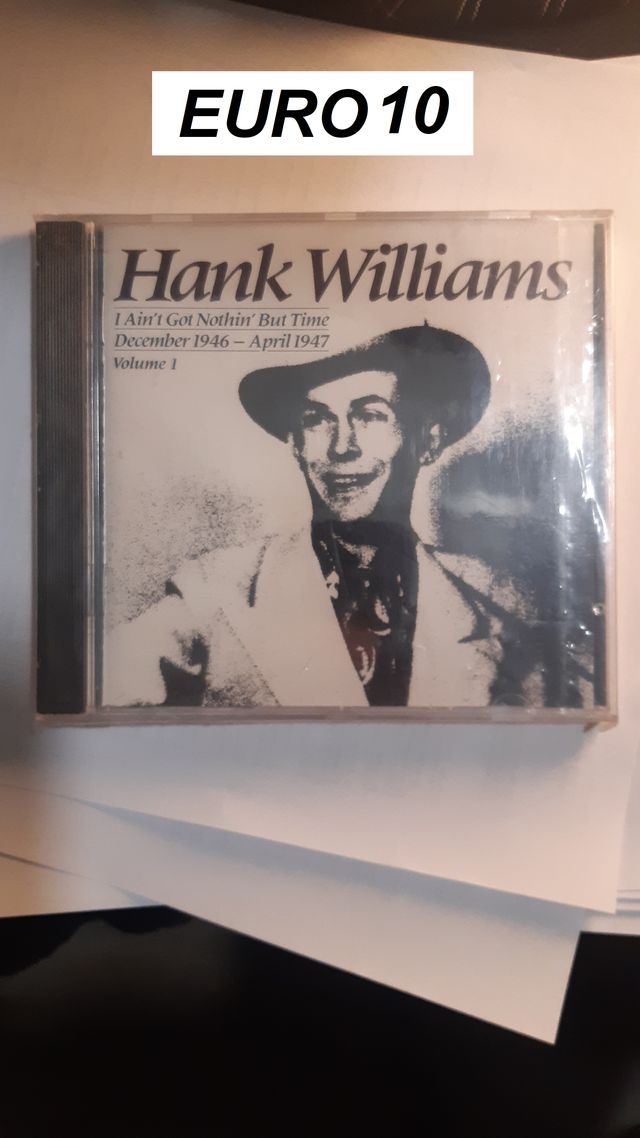 EURO 10
Hank Williams
I Ain't Got Nothin' But Time
December 1946 – April 1947
Volume 1